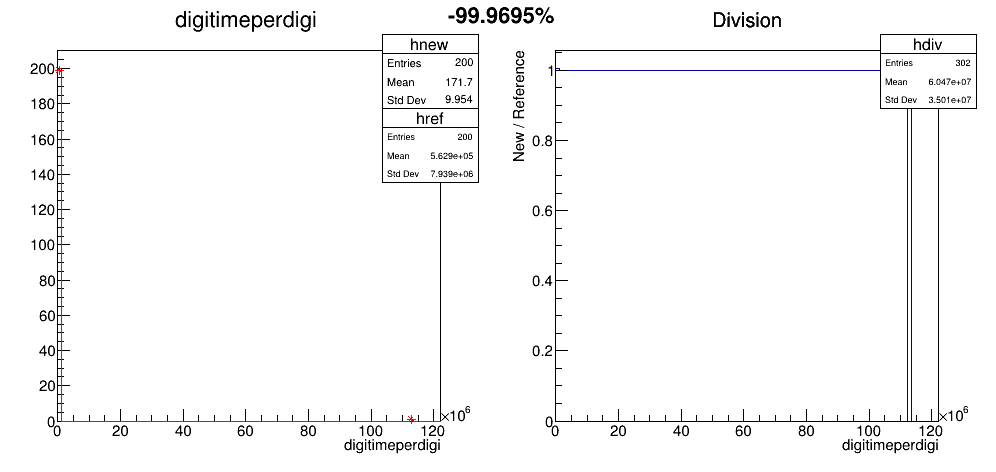 -99.9695%
digitimeperdigi
hnew
Entries 200
Mean 171.7
Std Dev 9.954
href
Entries 200
Mean 5.629e+05
Std Dev 7.939e+06
200
180
160
140
120
100
80
60
40
20
0
0 20 40 60 80 100 120 ×10⁶
digitimeperdigi
Division
hdiv
Entries 302
Mean 6.047e+07
Std Dev 3.501e+07
New / Reference
1
0.8
0.6
0.4
0.2
0
0 20 40 60 80 100 120 ×10⁶
digitimeperdigi